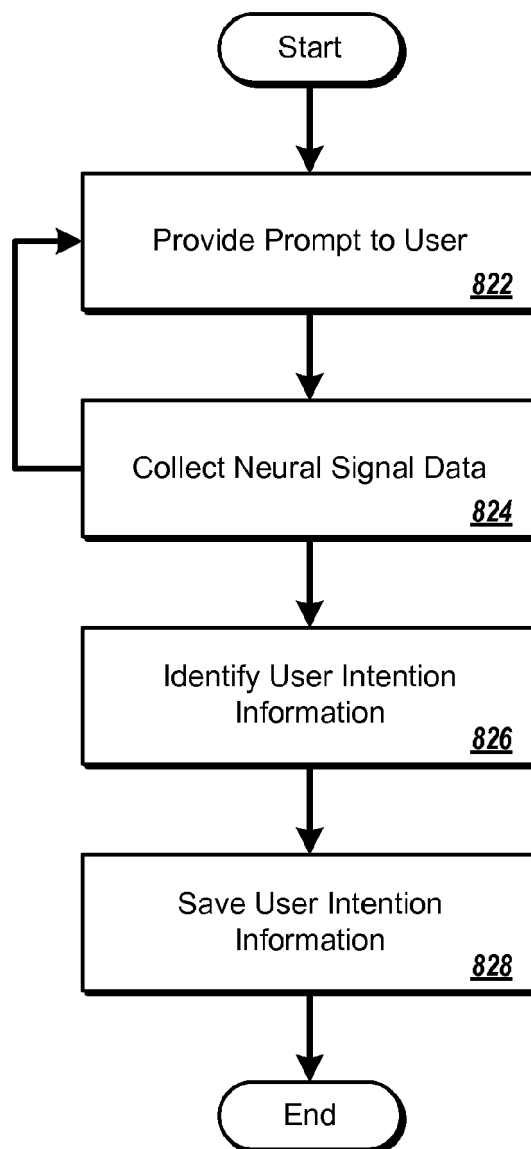 Start
Provide Prompt to User
822
Collect Neural Signal Data
824
Identify User Intention
Information
826
Save User Intention
Information
828
End